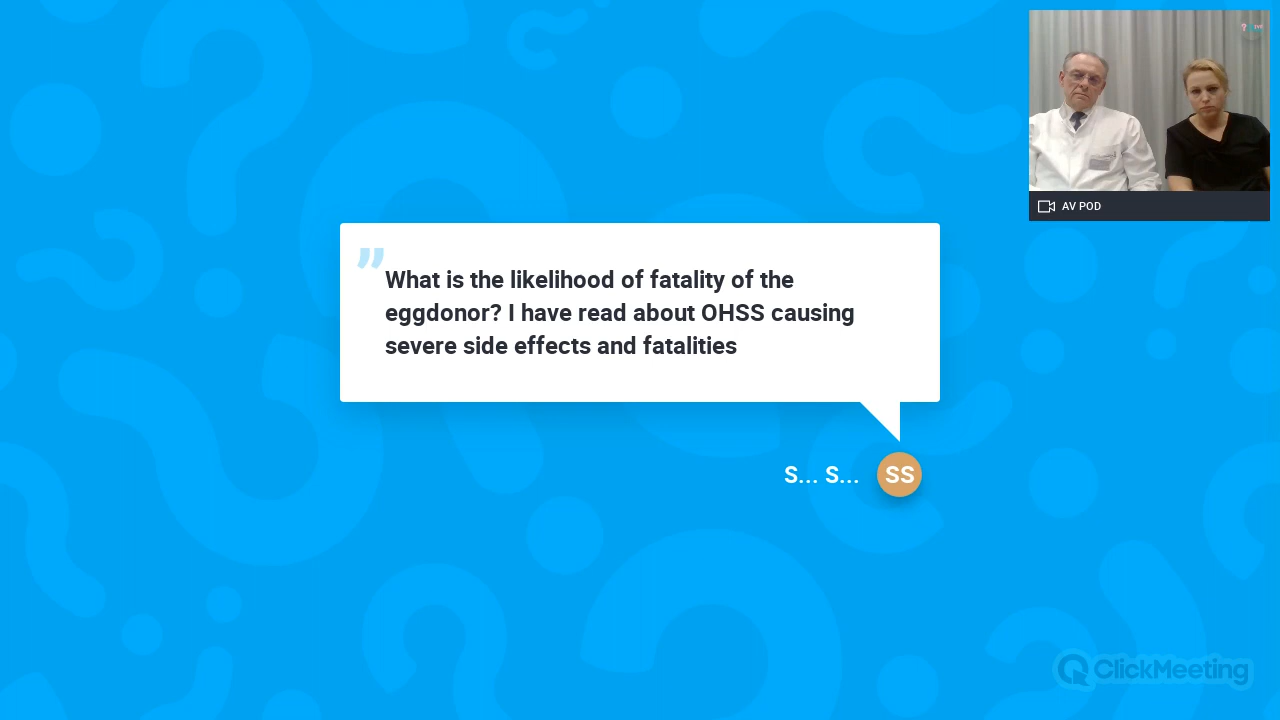 AV POD
"
What is the likelihood of fatality of the
eggdonor? I have read about OHSS causing
severe side effects and fatalities
S... S...
SS
ClickMeeting